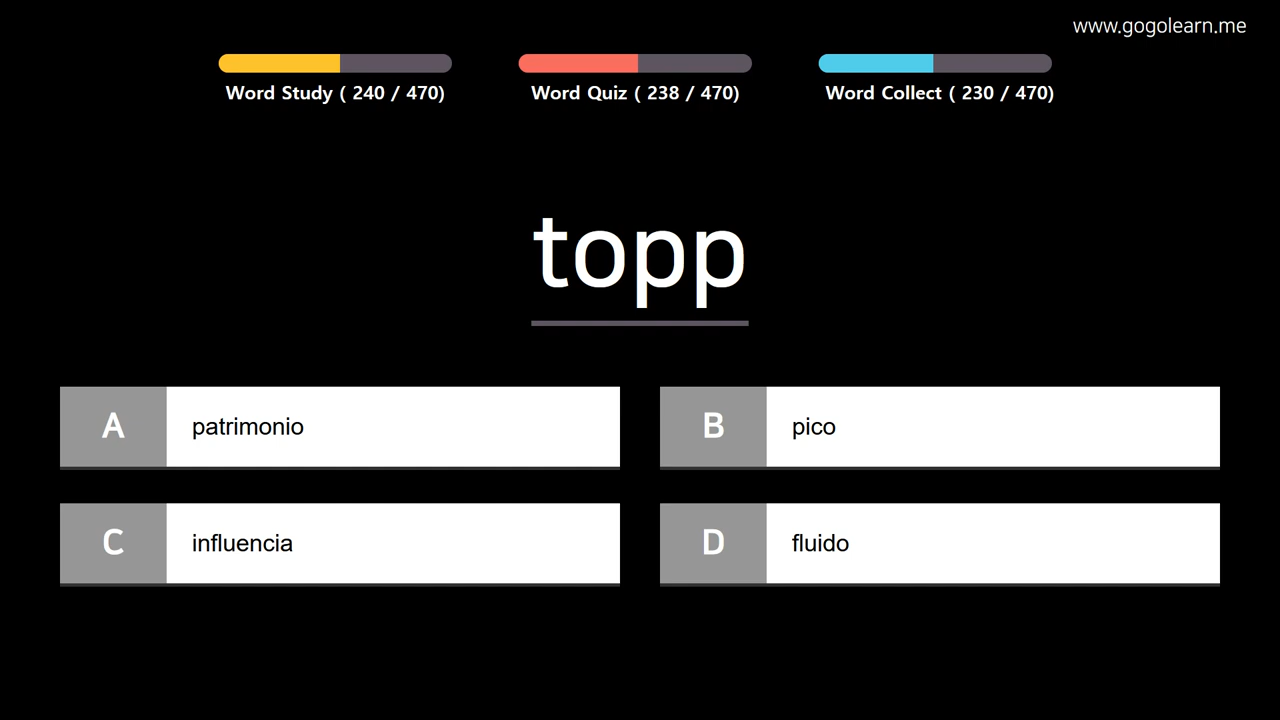 www.gogolearn.me
Word Study ( 240 / 470)
Word Quiz ( 238 / 470)
Word Collect ( 230 / 470)
topp
A patrimonio
B pico
C influencia
D fluido